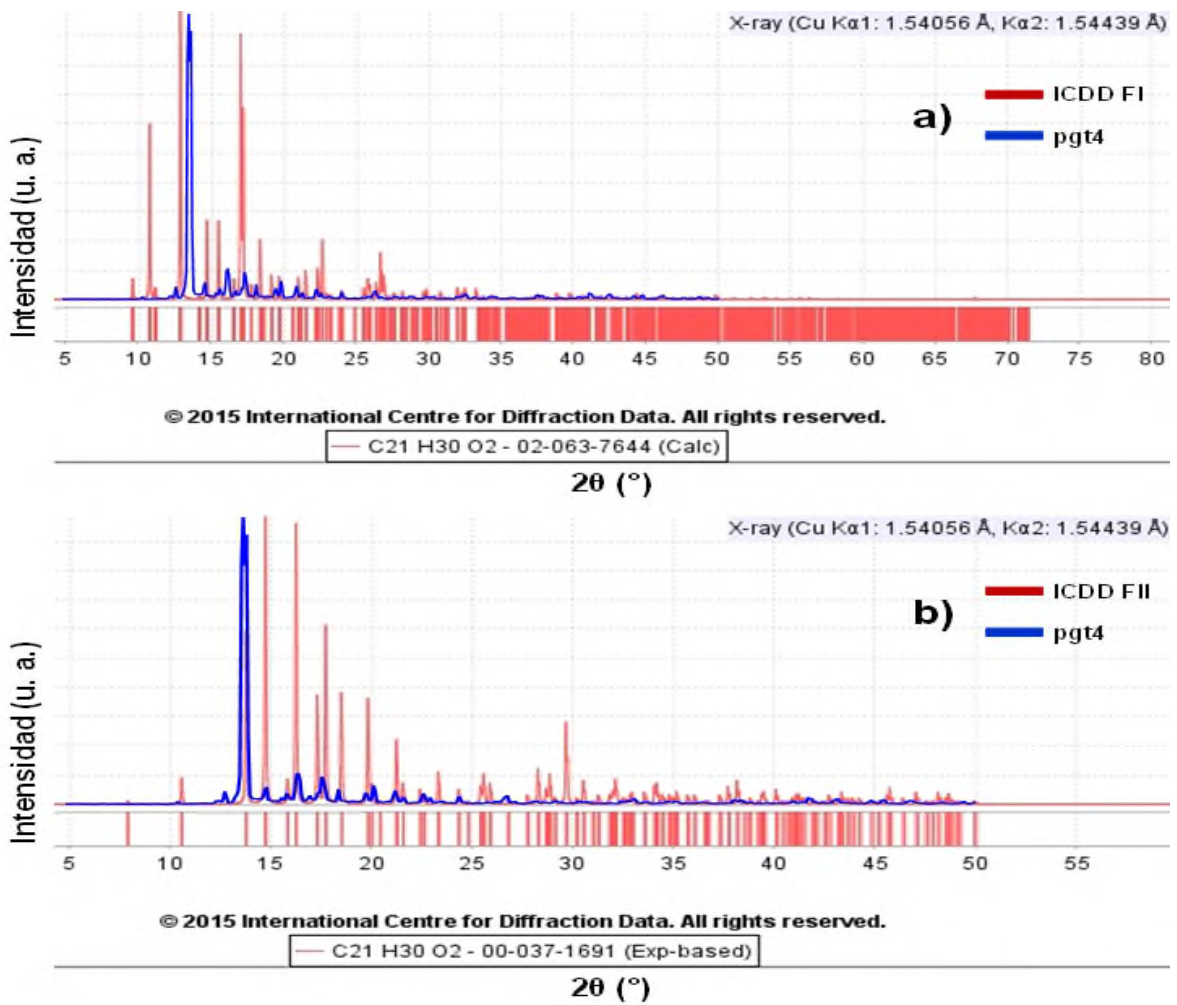 X-ray (Cu Kα1: 1.54056 Å, Kα2: 1.54439 Å)
ICDD FI
a)
pgt4
Intensidad (u. a.)
5 10 15 20 25 30 35 40 45 50 55 60 65 70 75 80
© 2015 International Centre for Diffraction Data. All rights reserved.
C21 H30 O2 - 02-063-7644 (Calc)
2θ (°)
X-ray (Cu Kα1: 1.54056 Å, Kα2: 1.54439 Å)
ICDD FII
b)
pgt4
Intensidad (u. a.)
5 10 15 20 25 30 35 40 45 50 55
© 2015 International Centre for Diffraction Data. All rights reserved.
C21 H30 O2 - 00-037-1691 (Exp-based)
2θ (°)